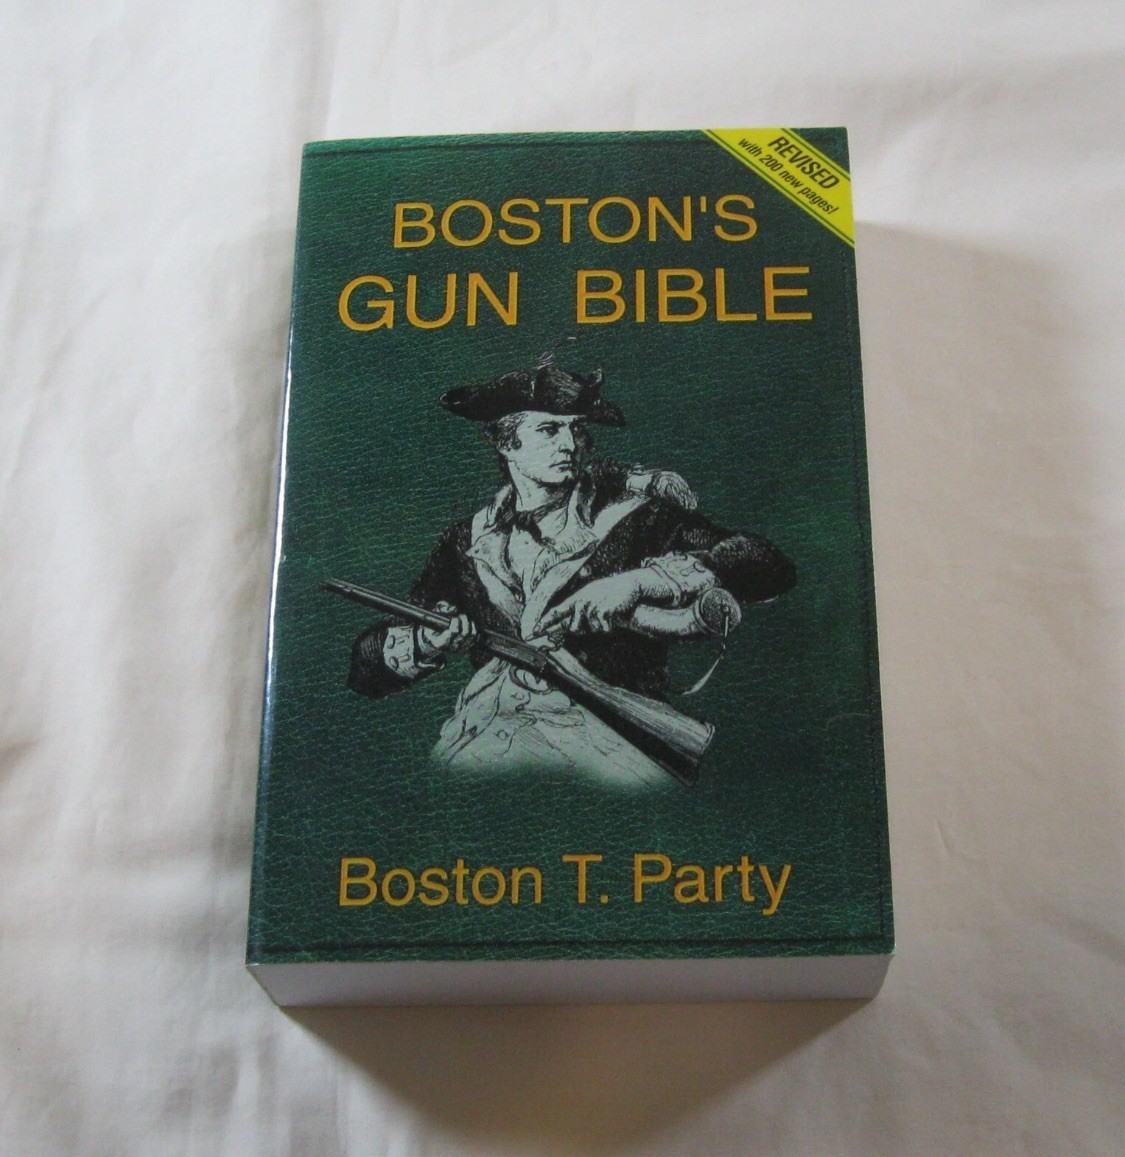 REVISED
with 200 new pages!
BOSTON'S
GUN BIBLE
Boston T. Party